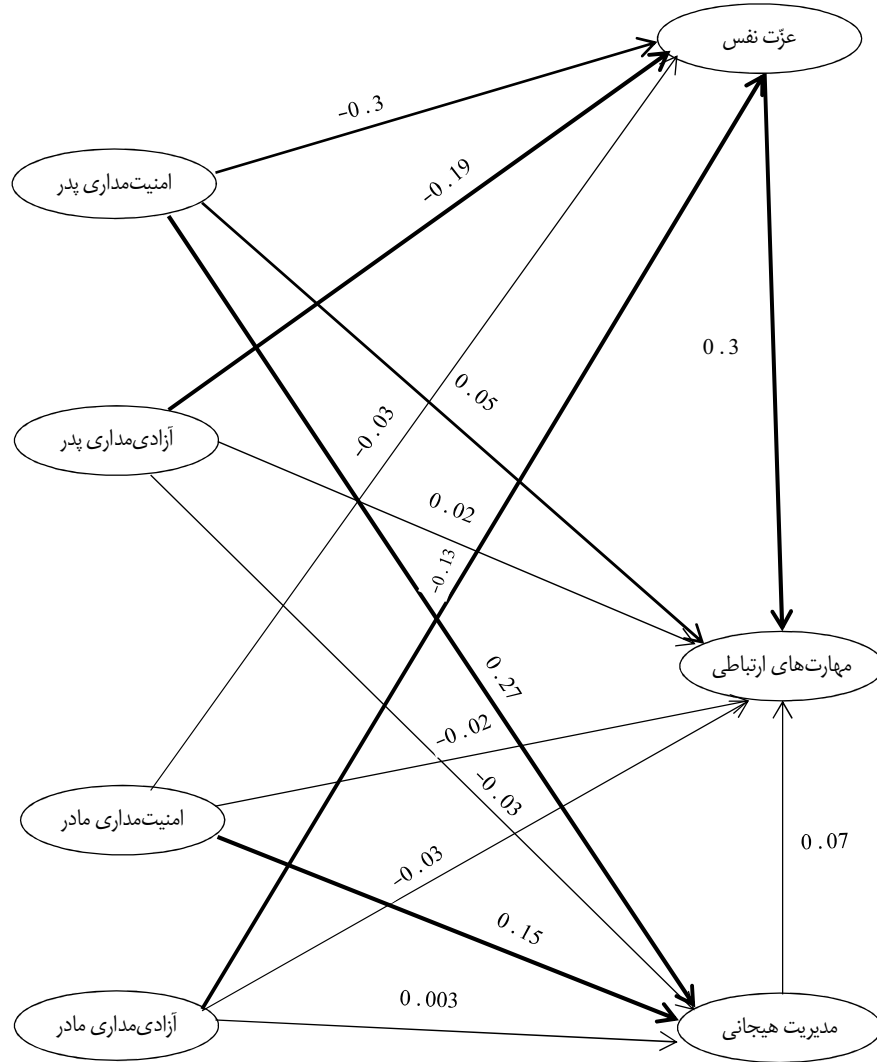 عزّت نفس
-0.3
امنیت‌مداری پدر
-0.19
0.3
0.05
آزادی‌مداری پدر
-0.03
0.02
-0.13
مهارت‌های ارتباطی
0.27
-0.02
-0.03
امنیت‌مداری مادر
0.07
-0.03
0.15
0.003
آزادی‌مداری مادر
مدیریت هیجانی